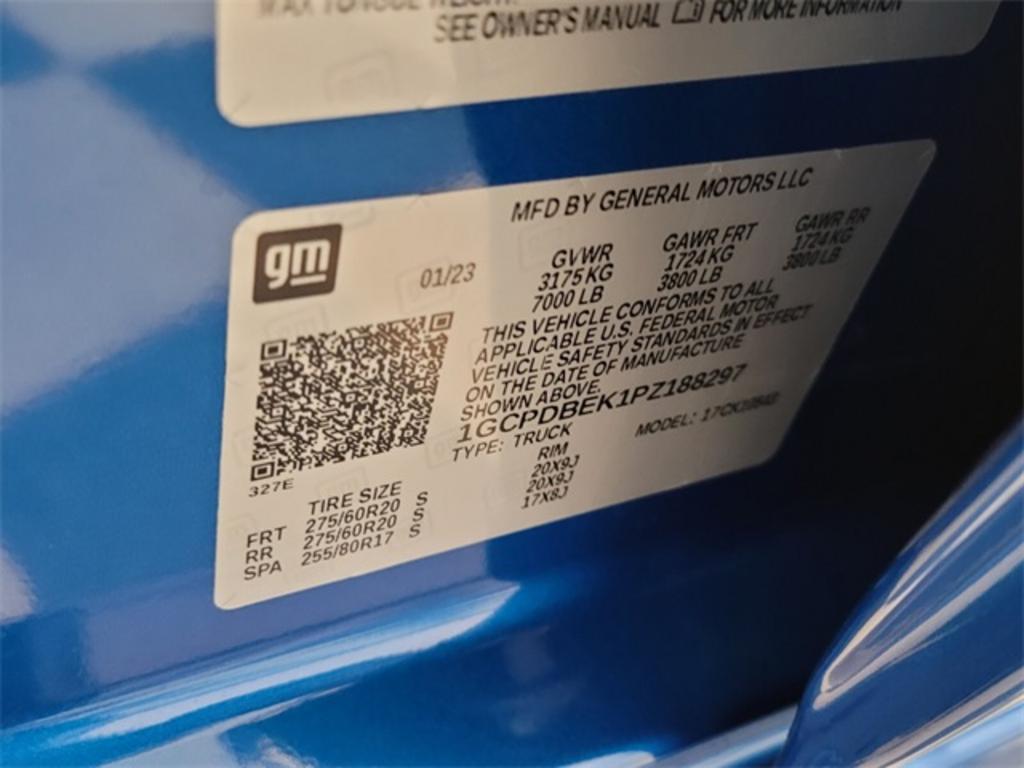 SEE OWNER'S MANUAL FOR MORE INFORMATION
gm
01/23
MFD BY GENERAL MOTORS LLC
GVWR GAWR FRT GAWR RR
3175 KG 1724 KG 1724 KG
7000 LB 3800 LB 3800 LB
THIS VEHICLE CONFORMS TO ALL
APPLICABLE U.S. FEDERAL MOTOR
VEHICLE SAFETY STANDARDS IN EFFECT
ON THE DATE OF MANUFACTURE
SHOWN ABOVE.
1GCPDBEK1PZ188297
TYPE: TRUCK MODEL:
327E
TIRE SIZE RIM
FRT 275/60R20 S 20X9J
RR 275/60R20 S 20X9J
SPA 255/80R17 S 17X8J